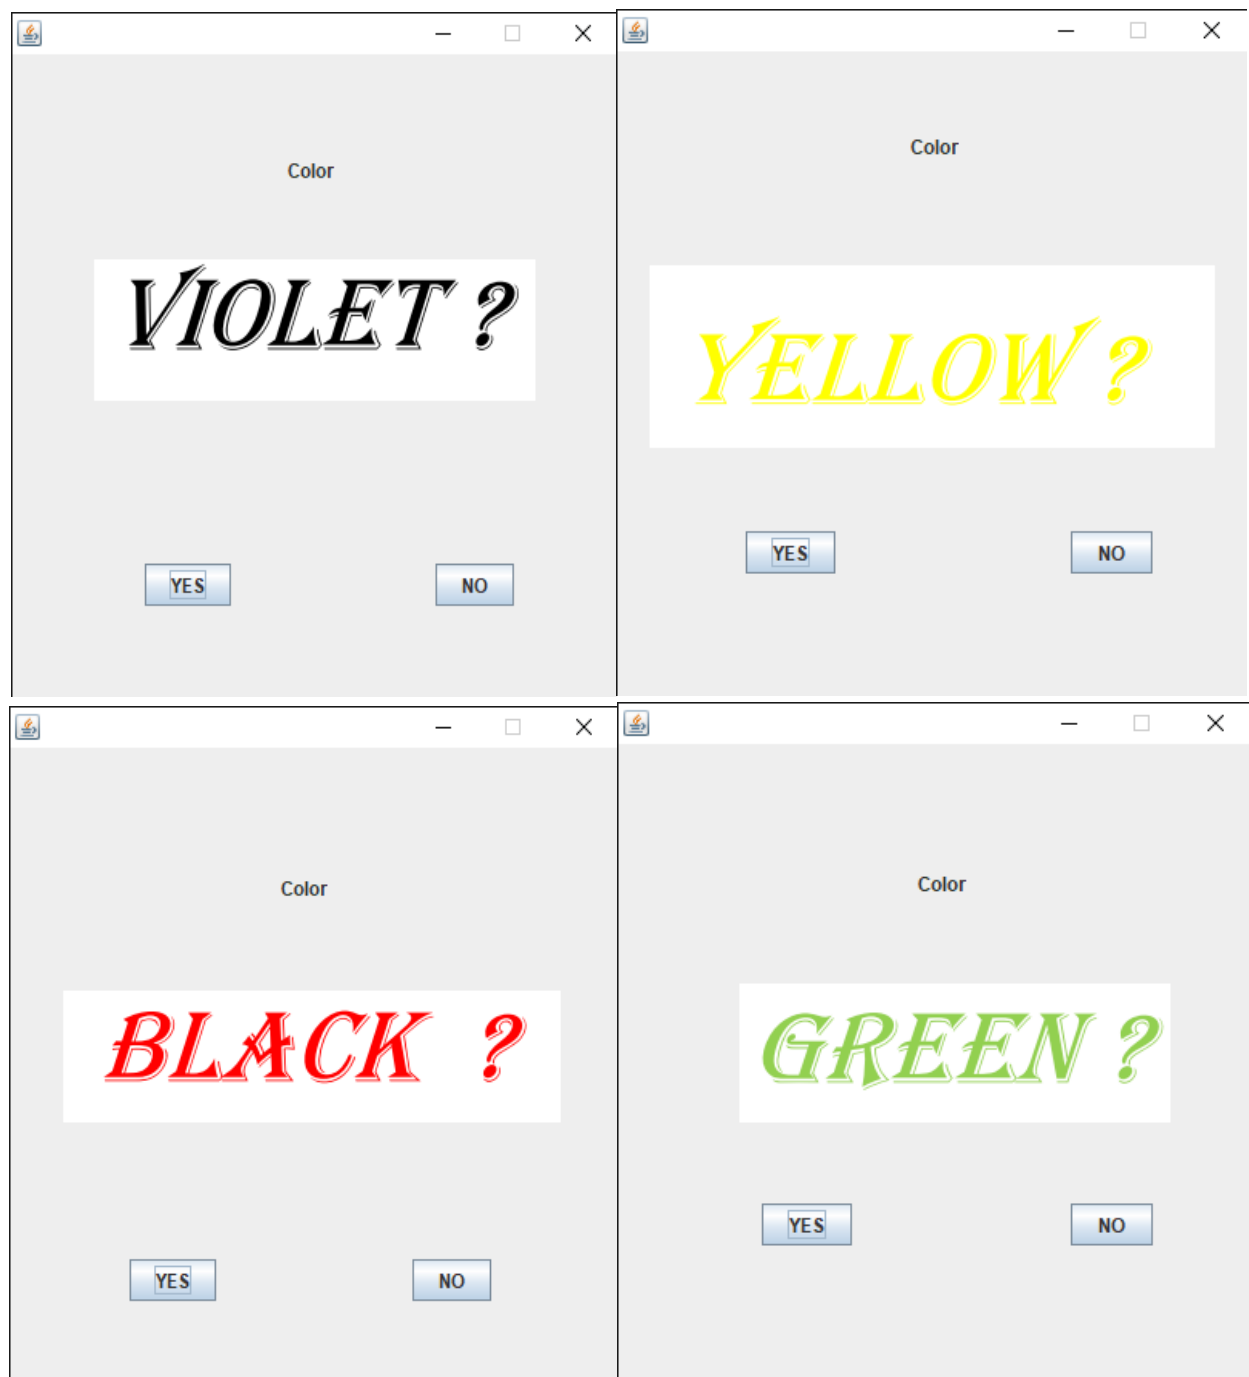 Color
VIOLET ?
YES NO
Color
YELLOW ?
YES NO
Color
BLACK ?
YES NO
Color
GREEN ?
YES NO